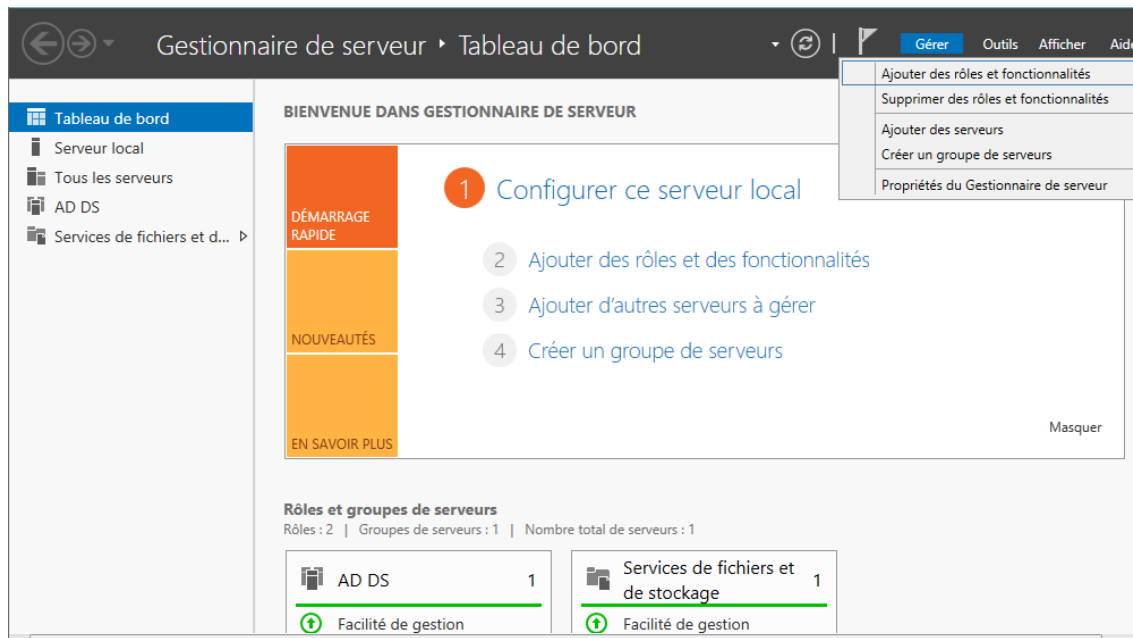 Gestionnaire de serveur ‣ Tableau de bord
Gérer Outils Afficher Aide
Ajouter des rôles et fonctionnalités
Supprimer des rôles et fonctionnalités
Ajouter des serveurs
Créer un groupe de serveurs
Propriétés du Gestionnaire de serveur
Tableau de bord
Serveur local
Tous les serveurs
AD DS
Services de fichiers et d...
BIENVENUE DANS GESTIONNAIRE DE SERVEUR
DÉMARRAGE
RAPIDE
NOUVEAUTÉS
EN SAVOIR PLUS
1 Configurer ce serveur local
2 Ajouter des rôles et des fonctionnalités
3 Ajouter d'autres serveurs à gérer
4 Créer un groupe de serveurs
Masquer
Rôles et groupes de serveurs
Rôles : 2 | Groupes de serveurs : 1 | Nombre total de serveurs : 1
AD DS 1
Facilité de gestion
Services de fichiers et
de stockage 1
Facilité de gestion